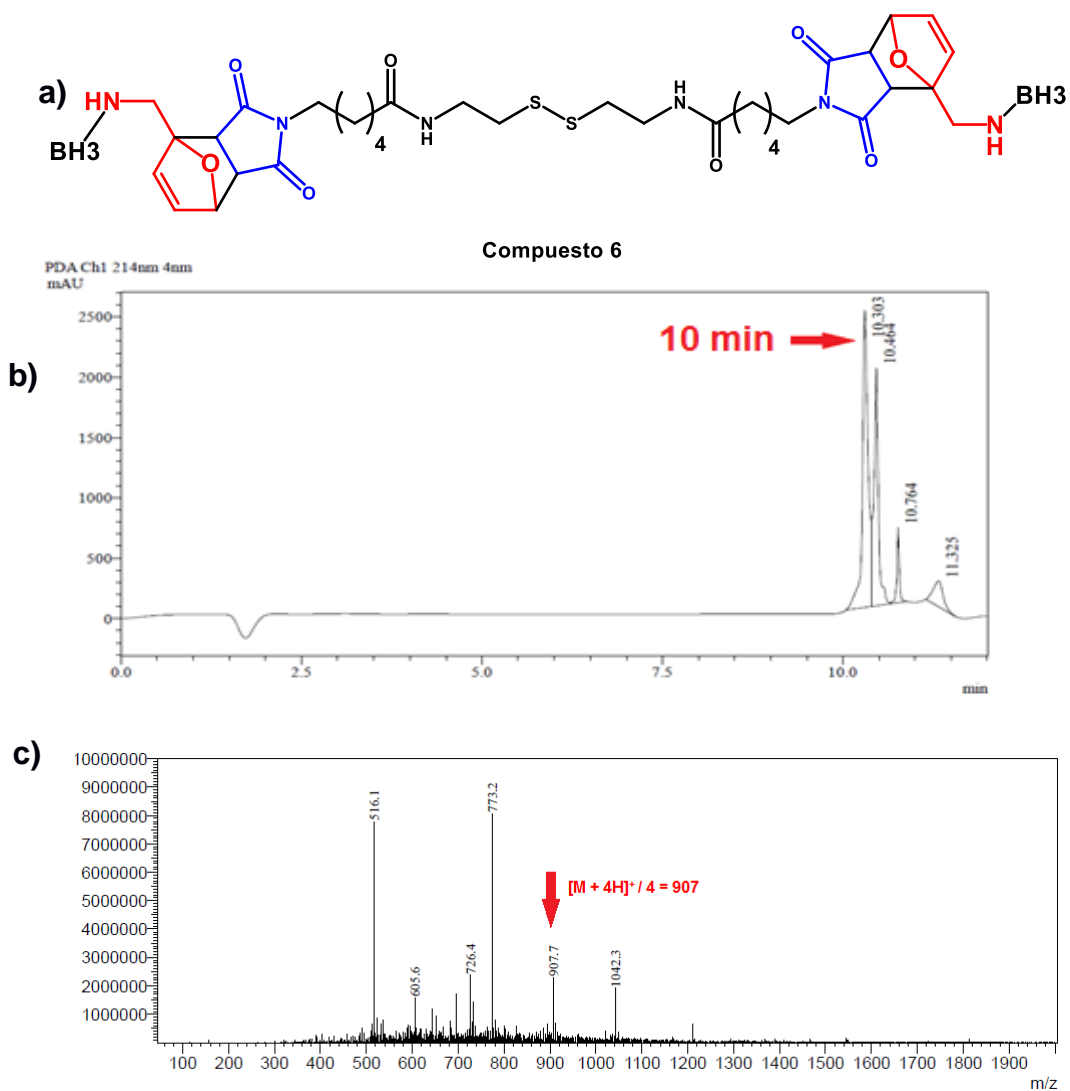 a)
HN
BH3
O
O
N
O
O
4
N
H
S
S
H
N
O
4
O
N
O
O
BH3
N
H
Compuesto 6
b)
PDA Ch1 214nm 4nm
mAU
2500
2000
1500
1000
500
0
10 min
10.303
10.464
10.764
11.325
0.0 2.5 5.0 7.5 10.0
min
c)
10000000
9000000
8000000
7000000
6000000
5000000
4000000
3000000
2000000
1000000
516.1
605.6
726.4
773.2
[M + 4H]⁺ / 4 = 907
907.7
1042.3
100 200 300 400 500 600 700 800 900 1000 1100 1200 1300 1400 1500 1600 1700 1800 1900
m/z